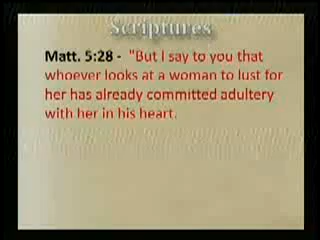 Scriptures
Matt. 5:28 - "But I say to you that
whoever looks at a woman to lust for
her has already committed adultery
with her in his heart.